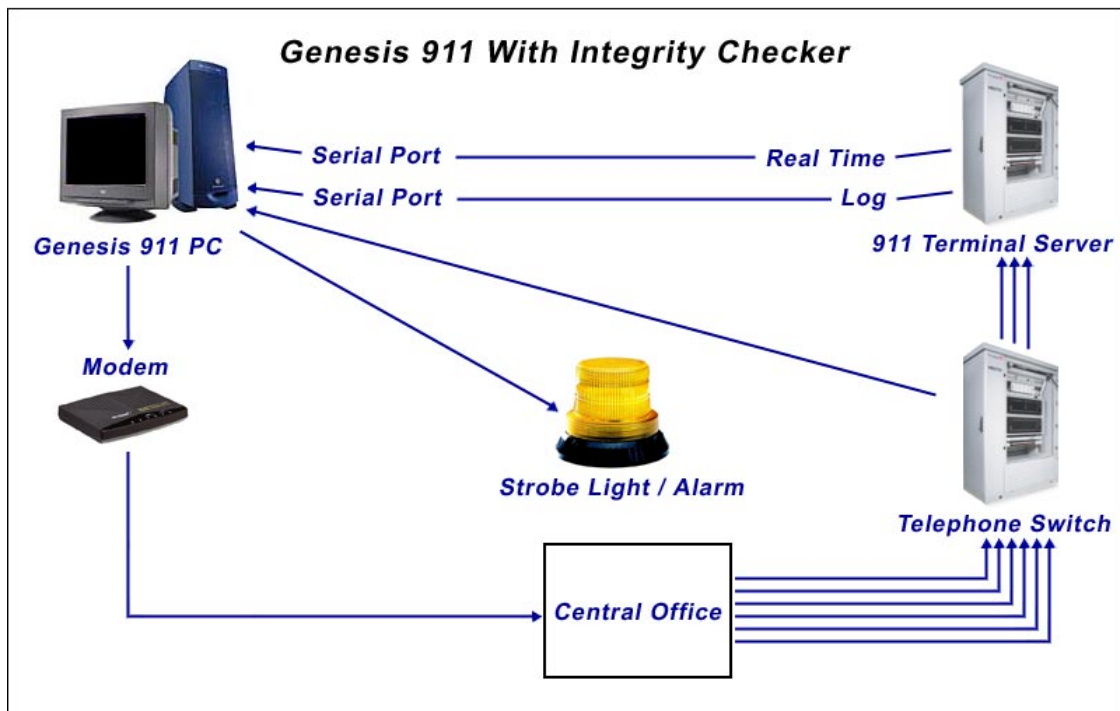 Genesis 911 With Integrity Checker
Serial Port
Real Time
Serial Port
Log
Genesis 911 PC
911 Terminal Server
Modem
Strobe Light / Alarm
Telephone Switch
Central Office